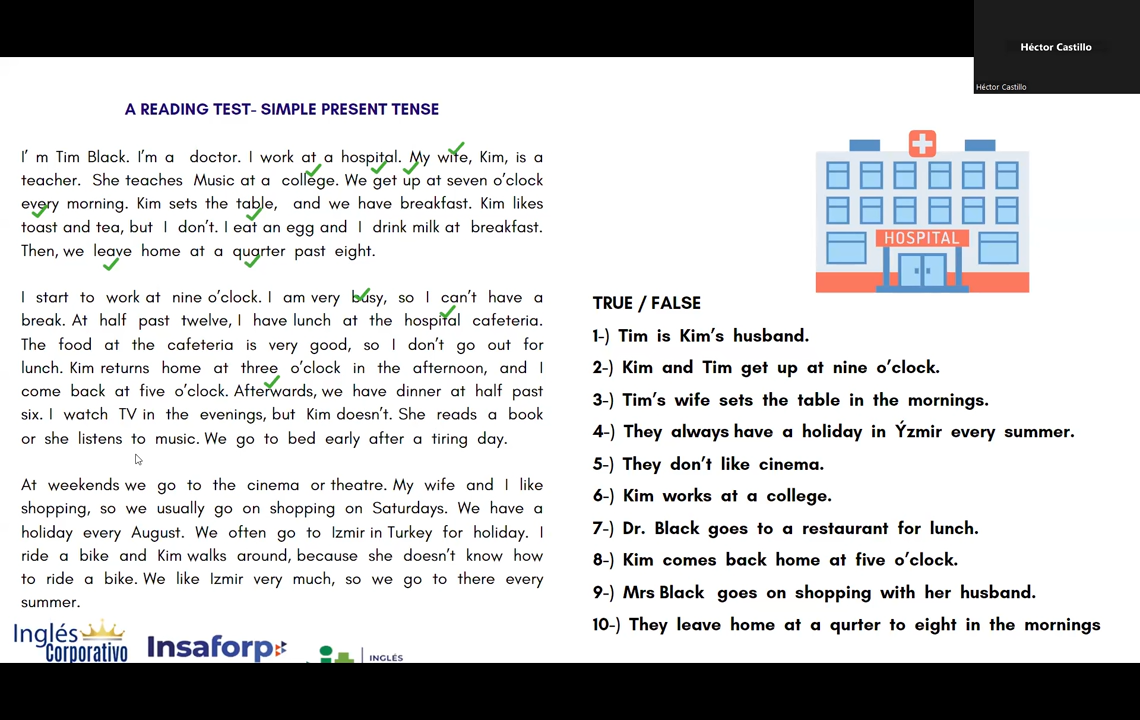 Héctor Castillo
Héctor Castillo
A READING TEST- SIMPLE PRESENT TENSE
I' m Tim Black. I'm a doctor. I work at a hospital. My wife, Kim, is a
teacher. She teaches Music at a college. We get up at seven o'clock
every morning. Kim sets the table, and we have breakfast. Kim likes
toast and tea, but I don't. I eat an egg and I drink milk at breakfast.
Then, we leave home at a quarter past eight.
I start to work at nine o'clock. I am very busy, so I can't have a
break. At half past twelve, I have lunch at the hospital cafeteria.
The food at the cafeteria is very good, so I don't go out for
lunch. Kim returns home at three o'clock in the afternoon, and I
come back at five o'clock. Afterwards, we have dinner at half past
six. I watch TV in the evenings, but Kim doesn't. She reads a book
or she listens to music. We go to bed early after a tiring day.
At weekends we go to the cinema or theatre. My wife and I like
shopping, so we usually go on shopping on Saturdays. We have a
holiday every August. We often go to Izmir in Turkey for holiday. I
ride a bike and Kim walks around, because she doesn't know how
to ride a bike. We like Izmir very much, so we go to there every
summer.
HOSPITAL
TRUE / FALSE
1-) Tim is Kim's husband.
2-) Kim and Tim get up at nine o'clock.
3-) Tim's wife sets the table in the mornings.
4-) They always have a holiday in Ýzmir every summer.
5-) They don't like cinema.
6-) Kim works at a college.
7-) Dr. Black goes to a restaurant for lunch.
8-) Kim comes back home at five o'clock.
9-) Mrs Black goes on shopping with her husband.
10-) They leave home at a qurter to eight in the mornings
Inglés
Corporativo
Insaforp
INGLÉS